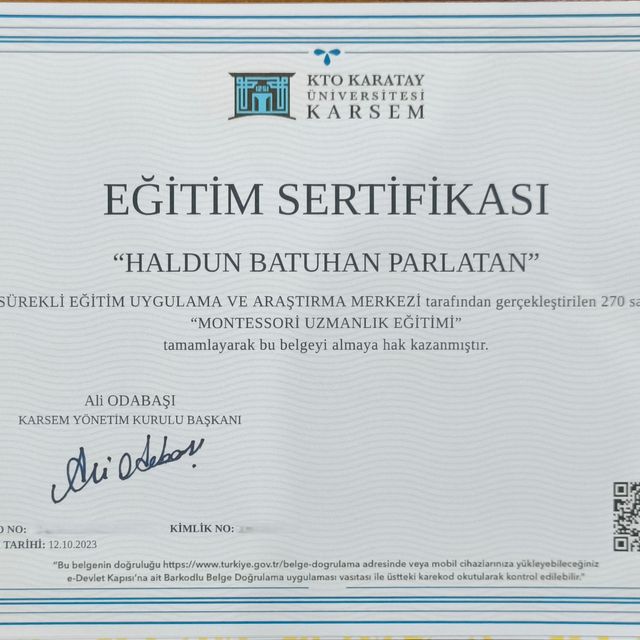 KTO KARATAY
ÜNİVERSİTESİ
KARSEM
EĞİTİM SERTİFİKASI
“HALDUN BATUHAN PARLATAN”
SÜREKLİ EĞİTİM UYGULAMA VE ARAŞTIRMA MERKEZİ tarafından gerçekleştirilen 270 sa
“MONTESSORİ UZMANLIK EĞİTİMİ”
tamamlayarak bu belgeyi almaya hak kazanmıştır.
Ali ODABAŞI
KARSEM YÖNETİM KURULU BAŞKANI
Ali Odabaşı
NO:
KİMLİK NO:
TARİHİ: 12.10.2023
“Bu belgenin doğruluğu https://www.turkiye.gov.tr/belge-dogrulama adresinde veya mobil cihazlarınıza yükleyebileceğiniz
e-Devlet Kapısı'na ait Barkodlu Belge Doğrulama uygulaması vasıtası ile üstteki karekod okutularak kontrol edilebilir.”